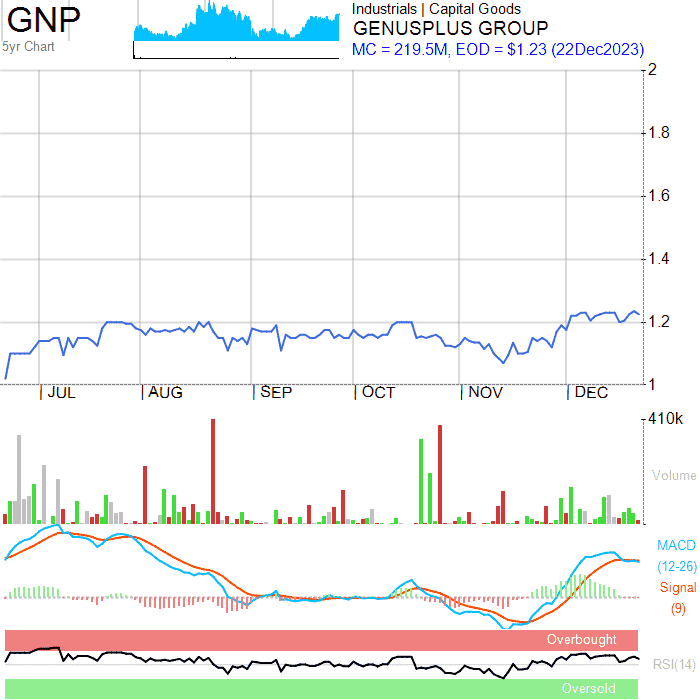 GNP
5yr Chart
Industrials | Capital Goods
GENUSPLUS GROUP
MC = 219.5M, EOD = $1.23 (22Dec2023)
2
1.8
1.6
1.4
1.2
1
JUL AUG SEP OCT NOV DEC
410k
Volume
MACD
(12-26)
Signal
(9)
Overbought
RSI(14)
Oversold